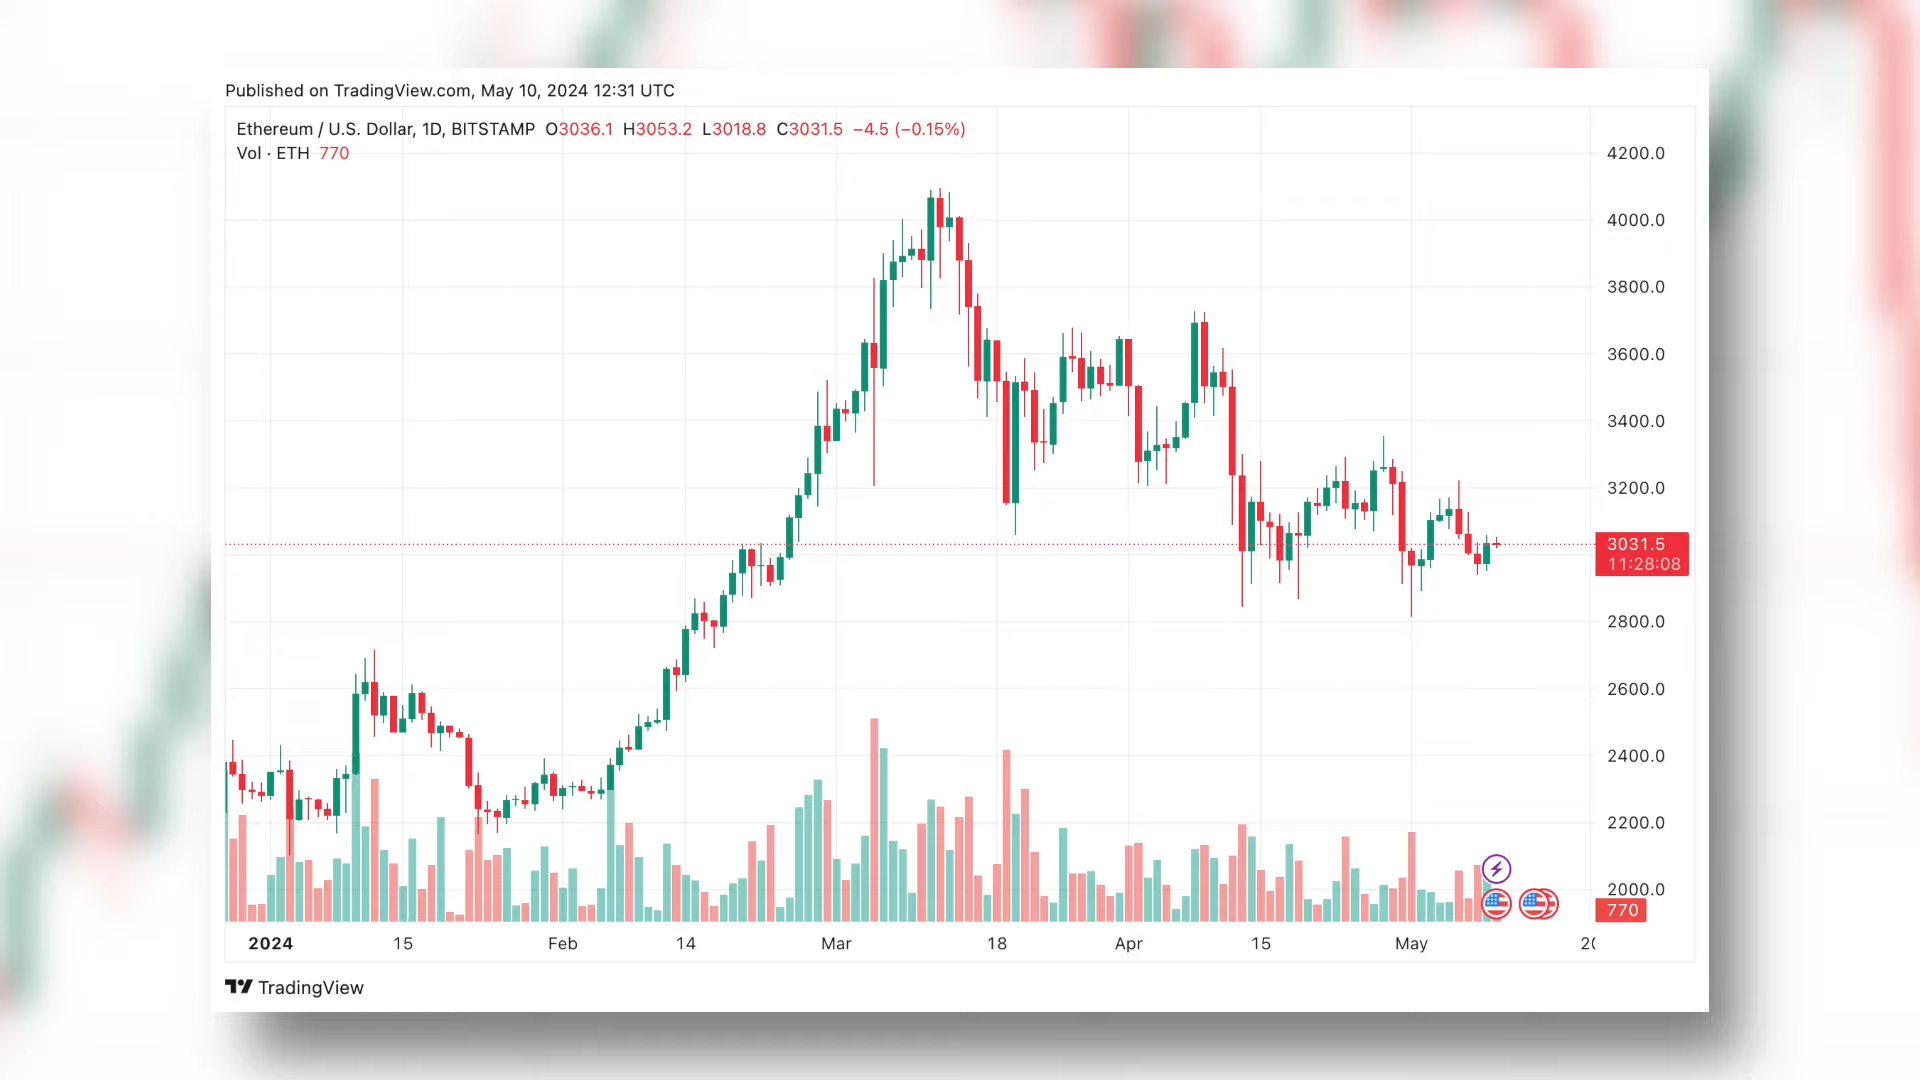 Published on TradingView.com, May 10, 2024 12:31 UTC
Ethereum / U.S. Dollar, 1D, BITSTAMP O3036.1 H3053.2 L3018.8 C3031.5 −4.5 (−0.15%)
Vol · ETH 770
4200.0
4000.0
3800.0
3600.0
3400.0
3200.0
3031.5
11:28:08
2800.0
2600.0
2400.0
2200.0
2000.0
770
2024 15 Feb 14 Mar 18 Apr 15 May
TradingView